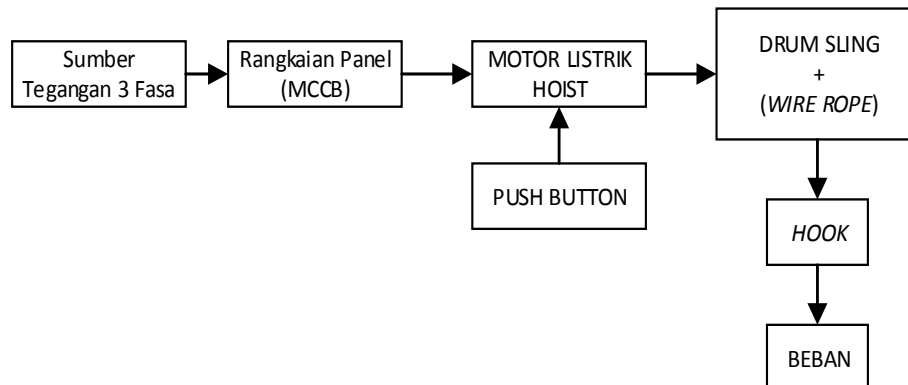 Sumber
Tegangan 3 Fasa
Rangkaian Panel
(MCCB)
MOTOR LISTRIK
HOIST
DRUM SLING
+
(WIRE ROPE)
PUSH BUTTON
HOOK
BEBAN